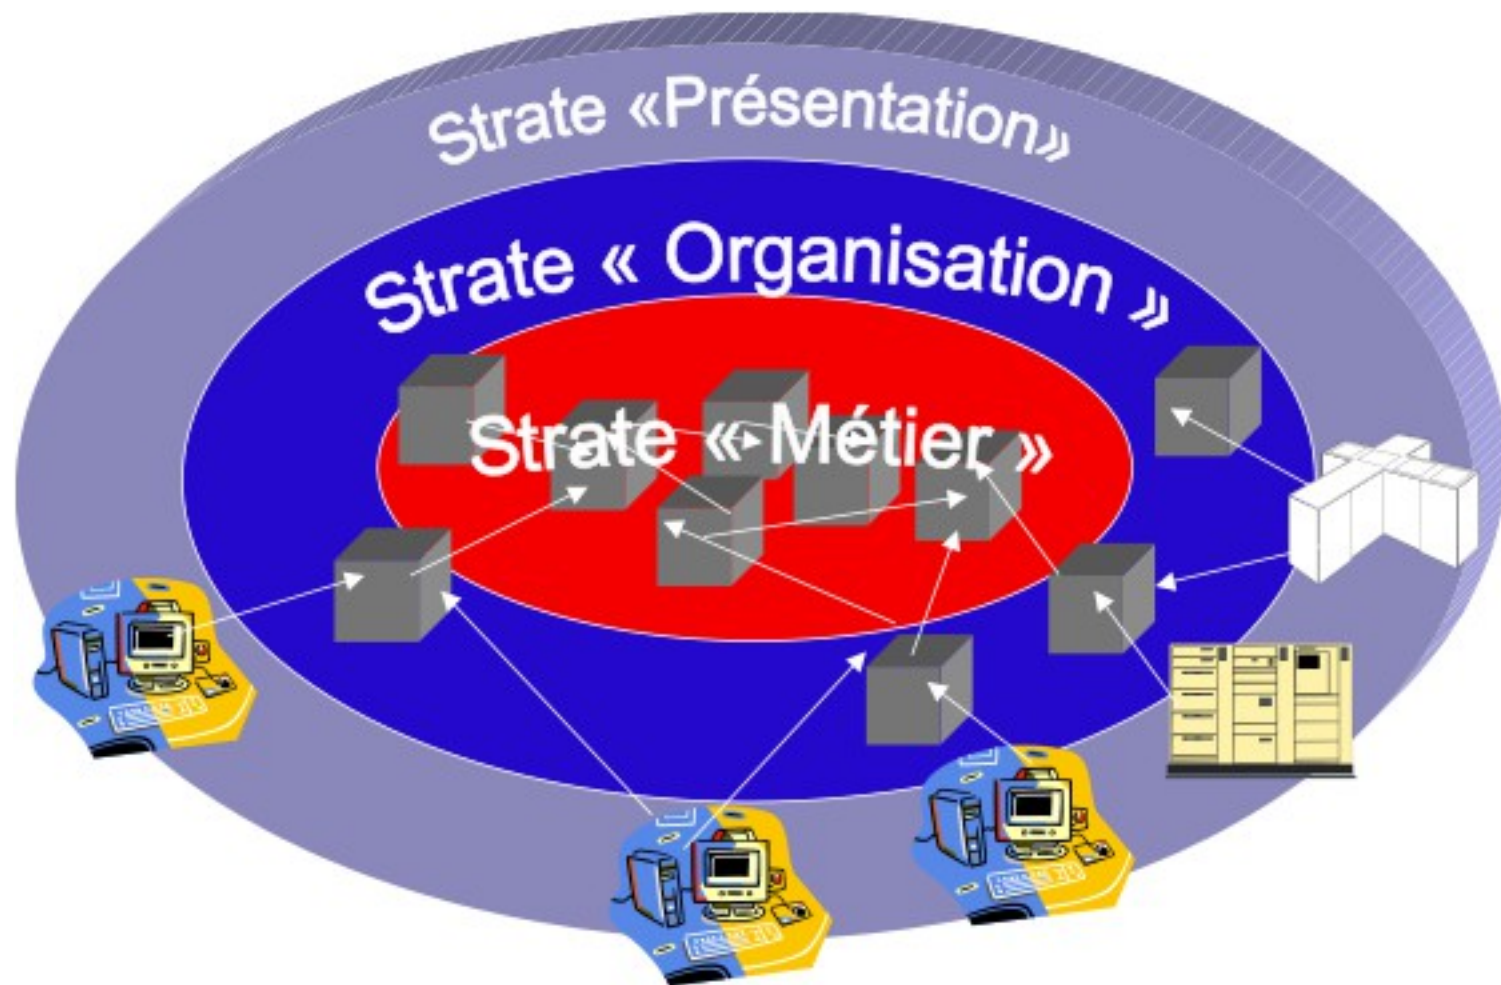 Strate «Présentation»
Strate « Organisation »
Strate « Métier »